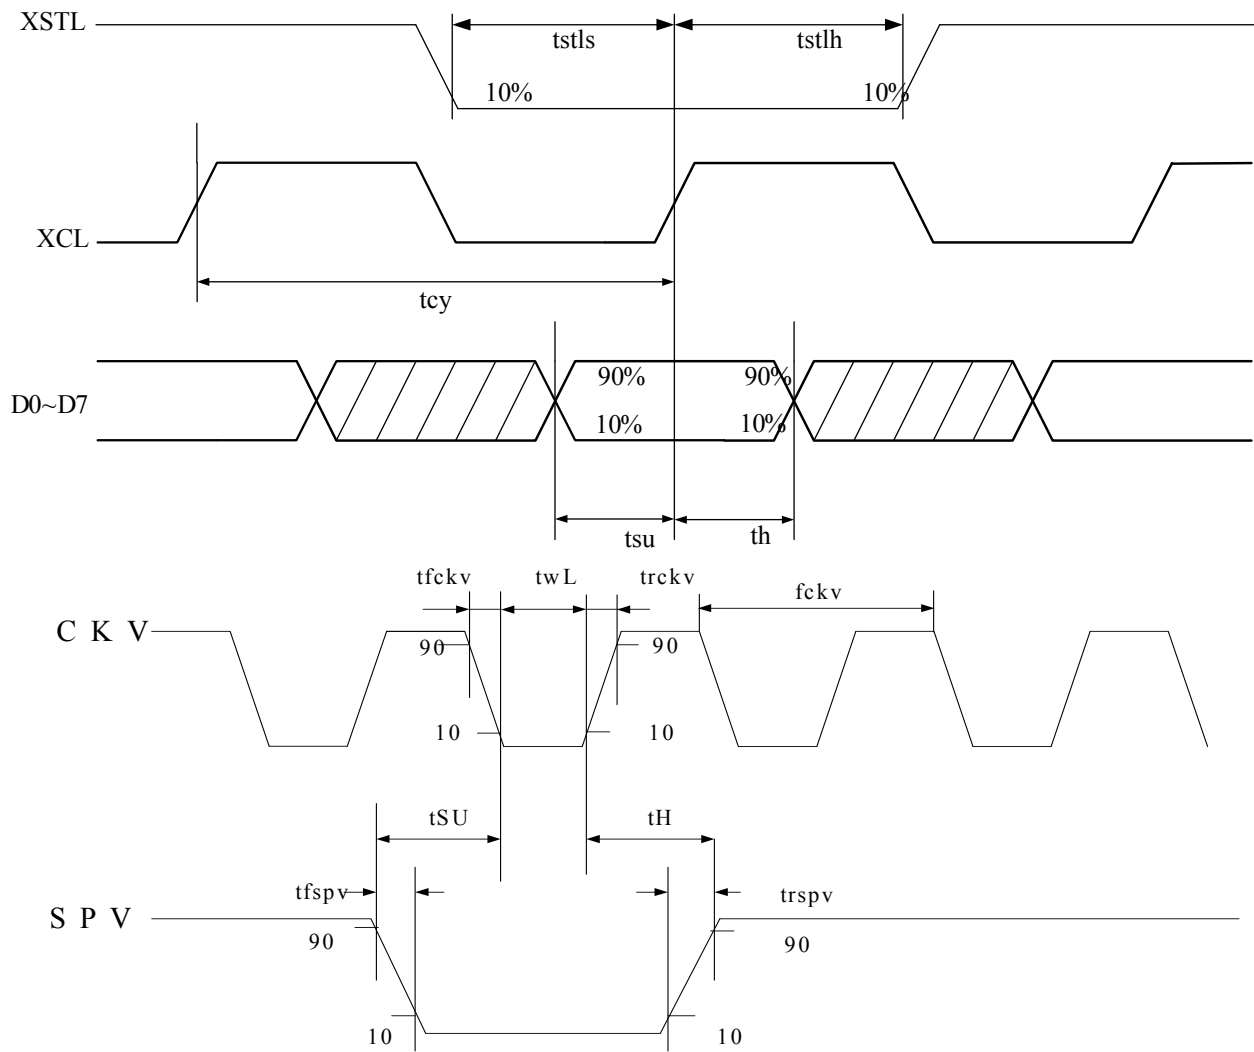 XSTL
tstls
tstlh
10%
10%
XCL
tcy
D0~D7
90%
90%
10%
10%
tsu
th
tfckv
twL
trckv
fckv
C K V
90
90
10
10
tSU
tH
tfspv
trspv
S P V
90
90
10
10